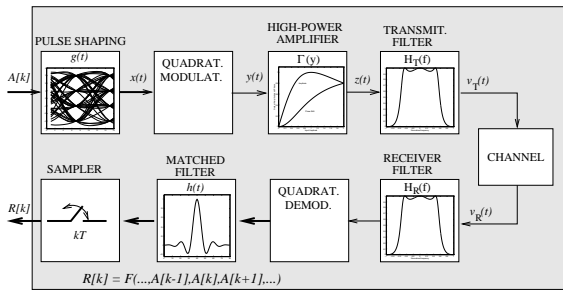 PULSE SHAPING
g(t)
A[k]
x(t)
QUADRAT.
MODULAT.
y(t)
HIGH-POWER
AMPLIFIER
Γ(y)
z(t)
TRANSMIT.
FILTER
H_T(f)
v_T(t)
CHANNEL
SAMPLER
kT
R[k]
MATCHED
FILTER
h(t)
QUADRAT.
DEMOD.
RECEIVER
FILTER
H_R(f)
v_R(t)
R[k] = F(...,A[k-1],A[k],A[k+1],...)